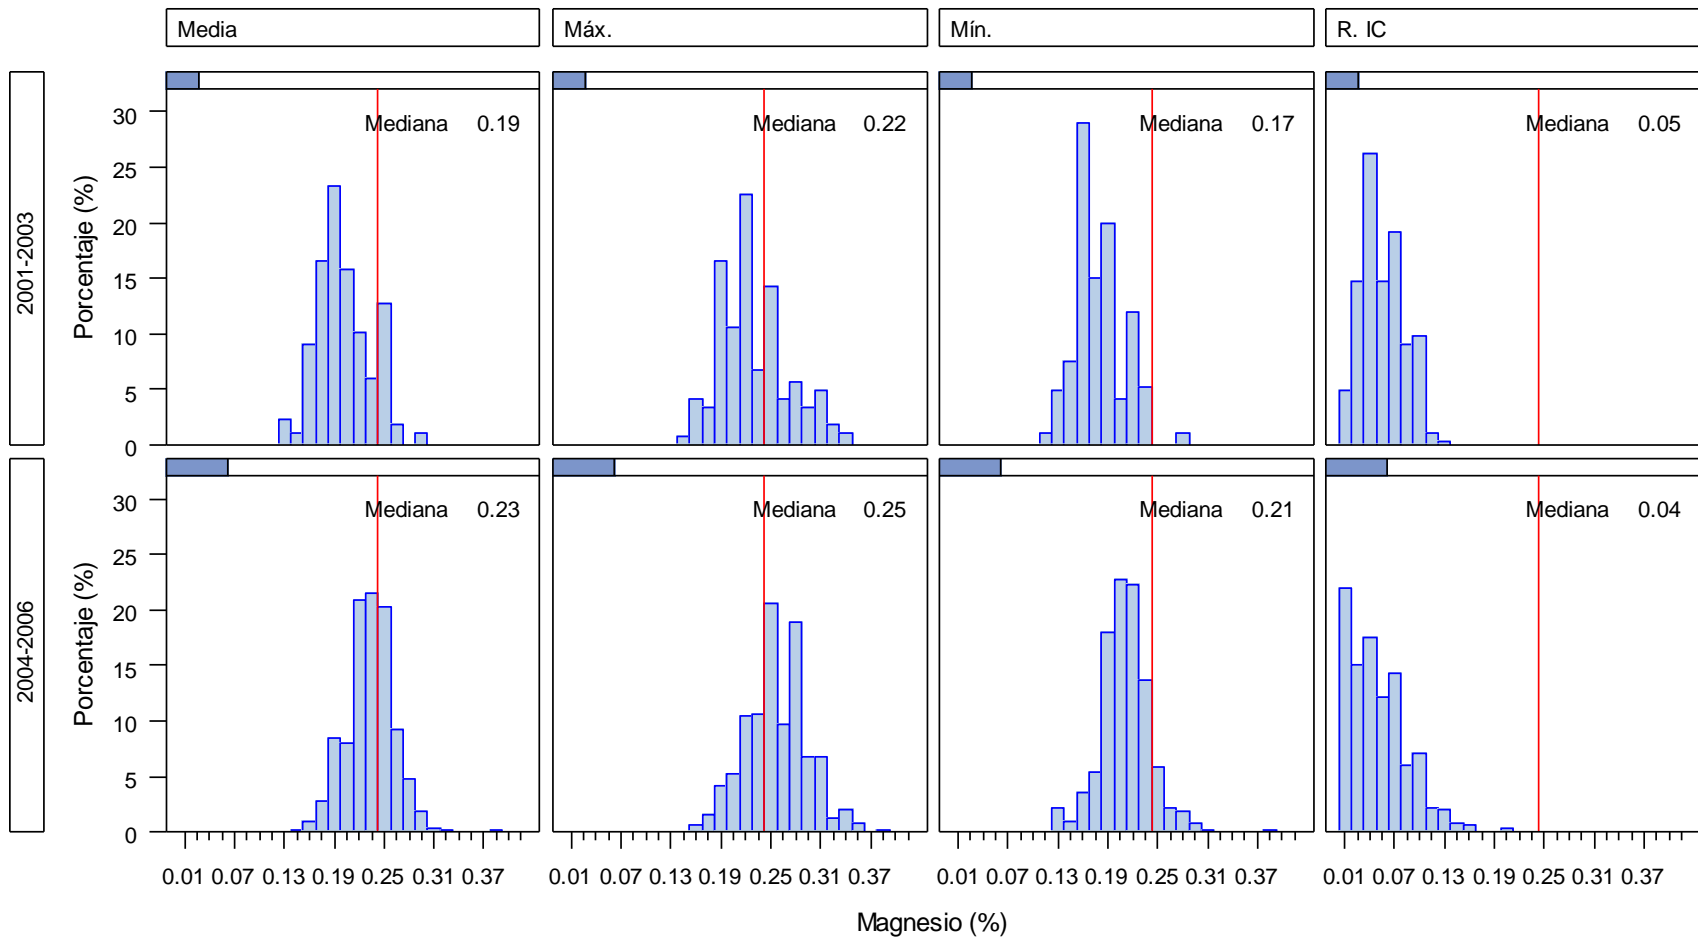 Media
Máx.
Mín.
R. IC
2001-2003
Porcentaje (%)
30
25
20
15
10
5
0
Mediana 0.19
Mediana 0.22
Mediana 0.17
Mediana 0.05
2004-2006
Porcentaje (%)
30
25
20
15
10
5
0
Mediana 0.23
Mediana 0.25
Mediana 0.21
Mediana 0.04
0.01 0.07 0.13 0.19 0.25 0.31 0.37
0.01 0.07 0.13 0.19 0.25 0.31 0.37
0.01 0.07 0.13 0.19 0.25 0.31 0.37
0.01 0.07 0.13 0.19 0.25 0.31 0.37
Magnesio (%)